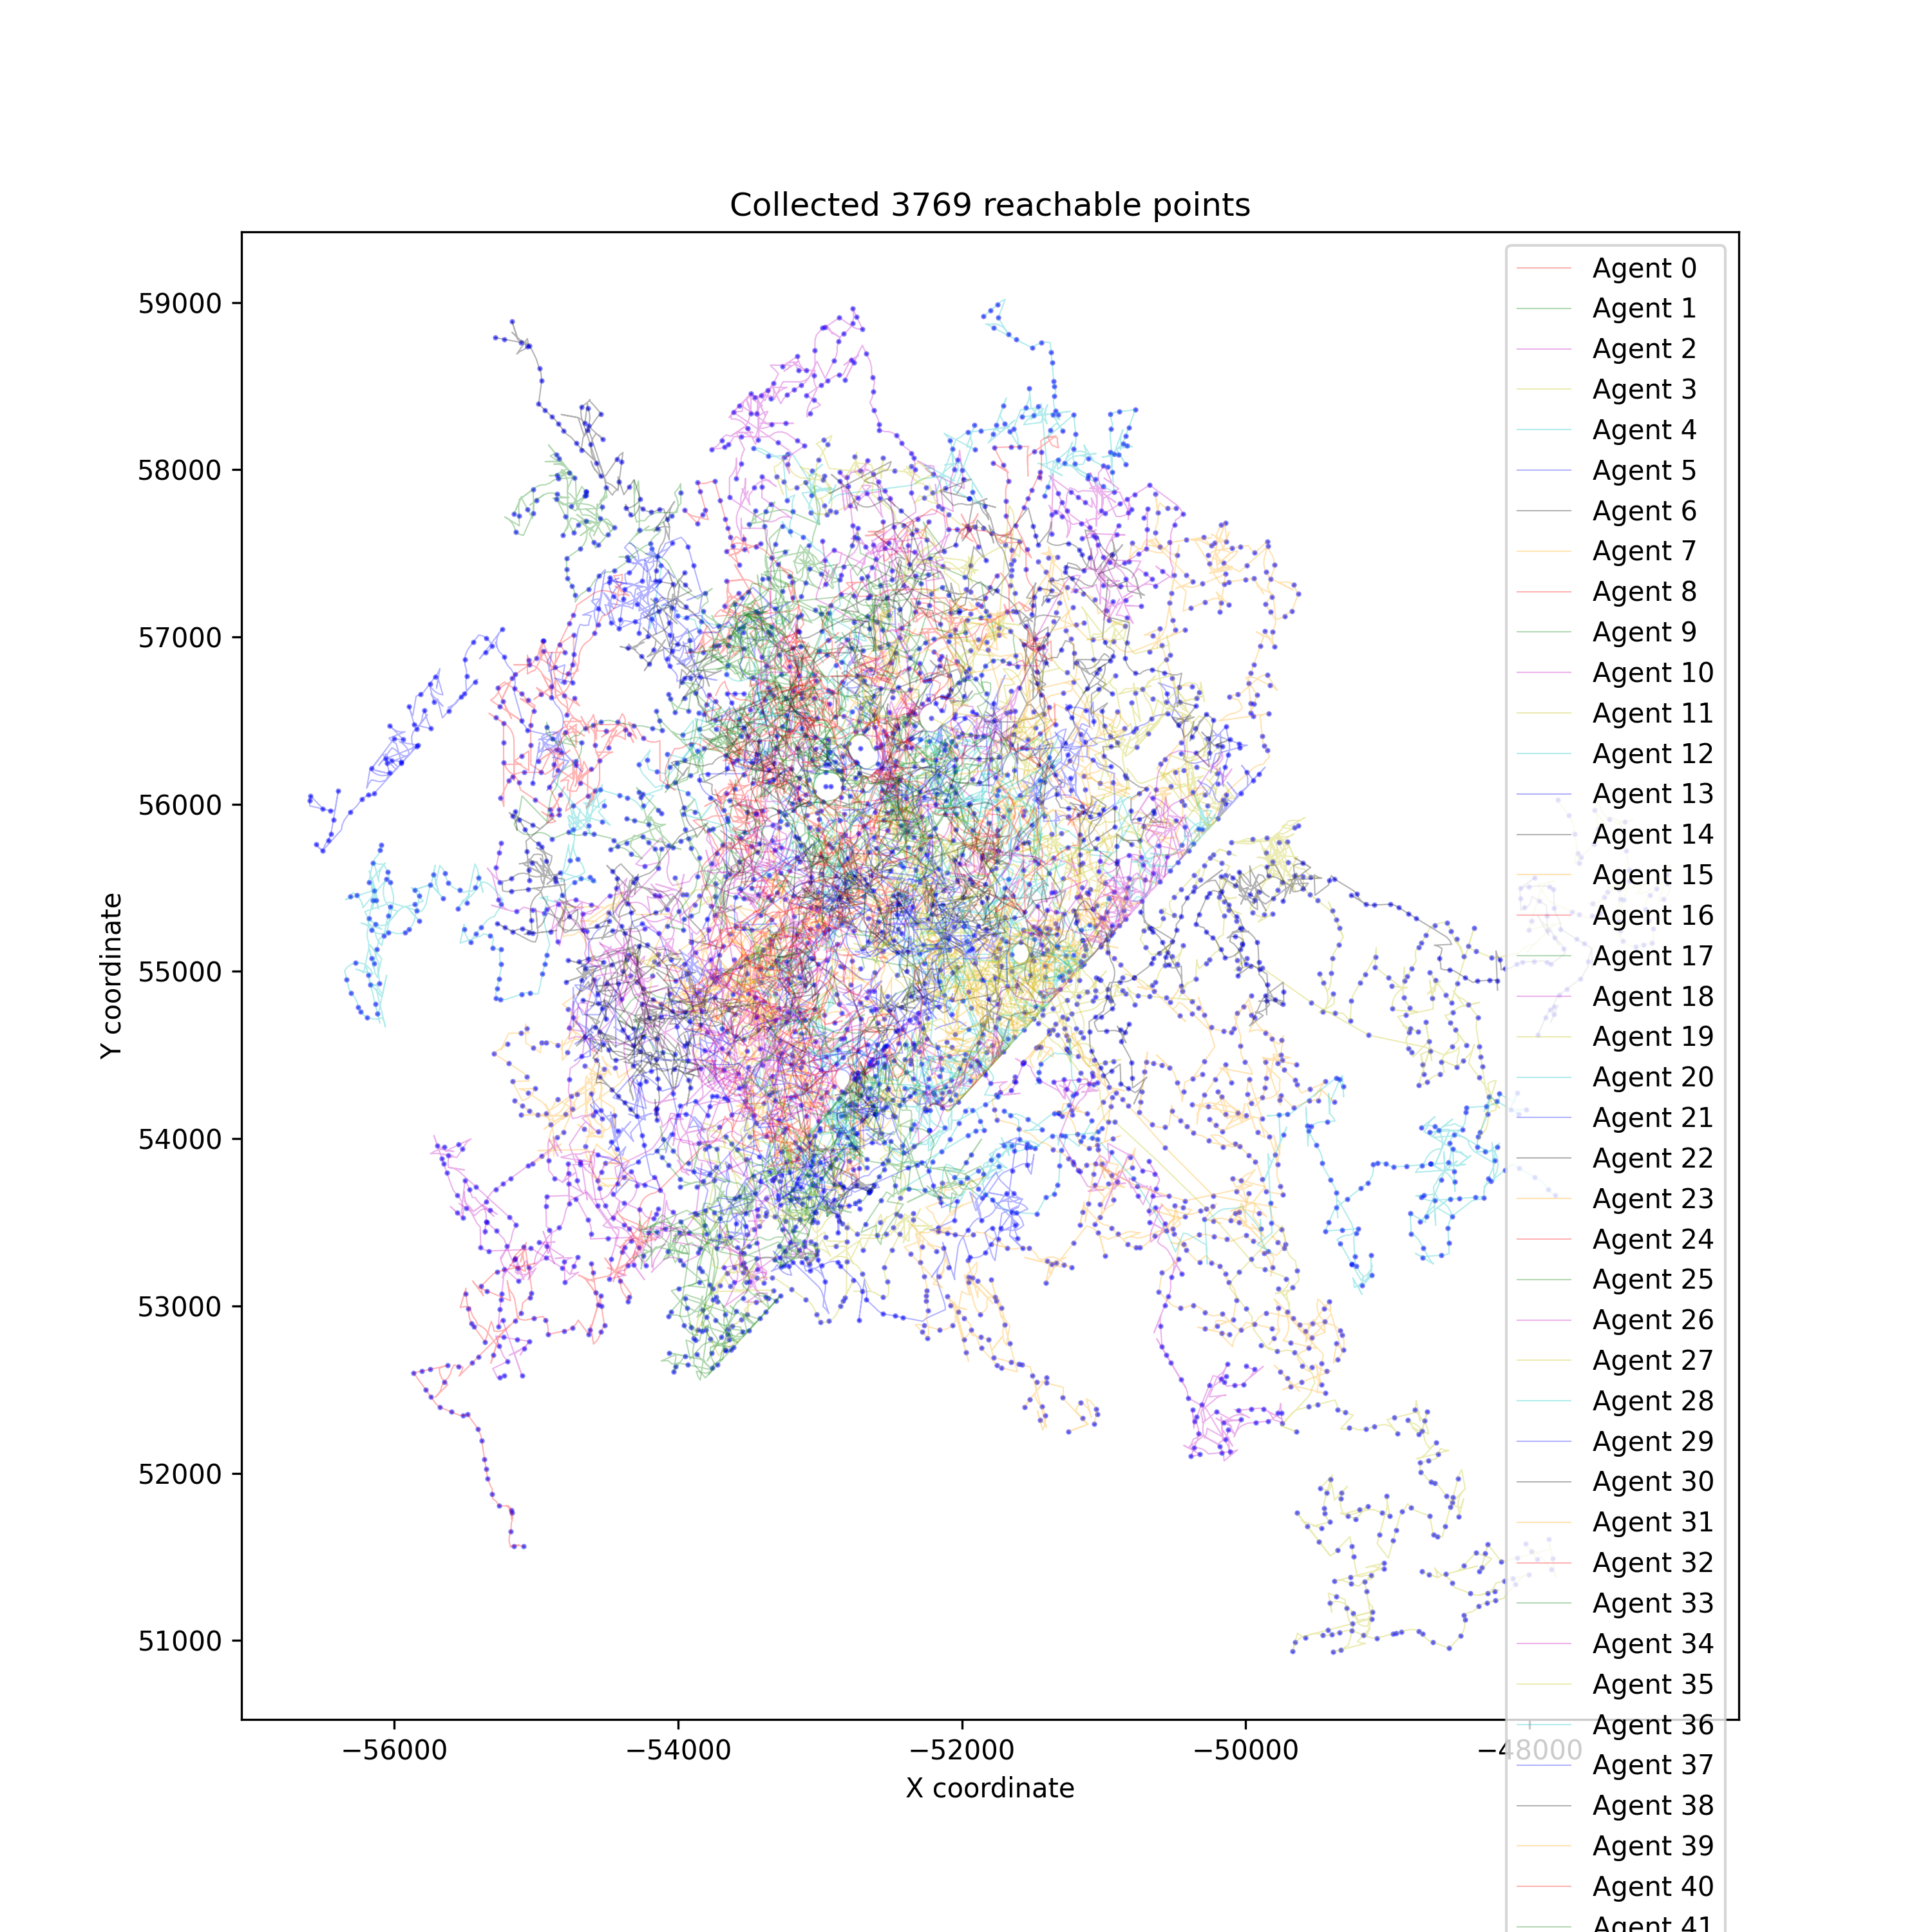 Collected 3769 reachable points
59000
58000
57000
56000
55000
54000
53000
52000
51000
Y coordinate
−56000
−54000
−52000
−50000
−48000
X coordinate
Agent 0
Agent 1
Agent 2
Agent 3
Agent 4
Agent 5
Agent 6
Agent 7
Agent 8
Agent 9
Agent 10
Agent 11
Agent 12
Agent 13
Agent 14
Agent 15
Agent 16
Agent 17
Agent 18
Agent 19
Agent 20
Agent 21
Agent 22
Agent 23
Agent 24
Agent 25
Agent 26
Agent 27
Agent 28
Agent 29
Agent 30
Agent 31
Agent 32
Agent 33
Agent 34
Agent 35
Agent 36
Agent 37
Agent 38
Agent 39
Agent 40
Agent 41